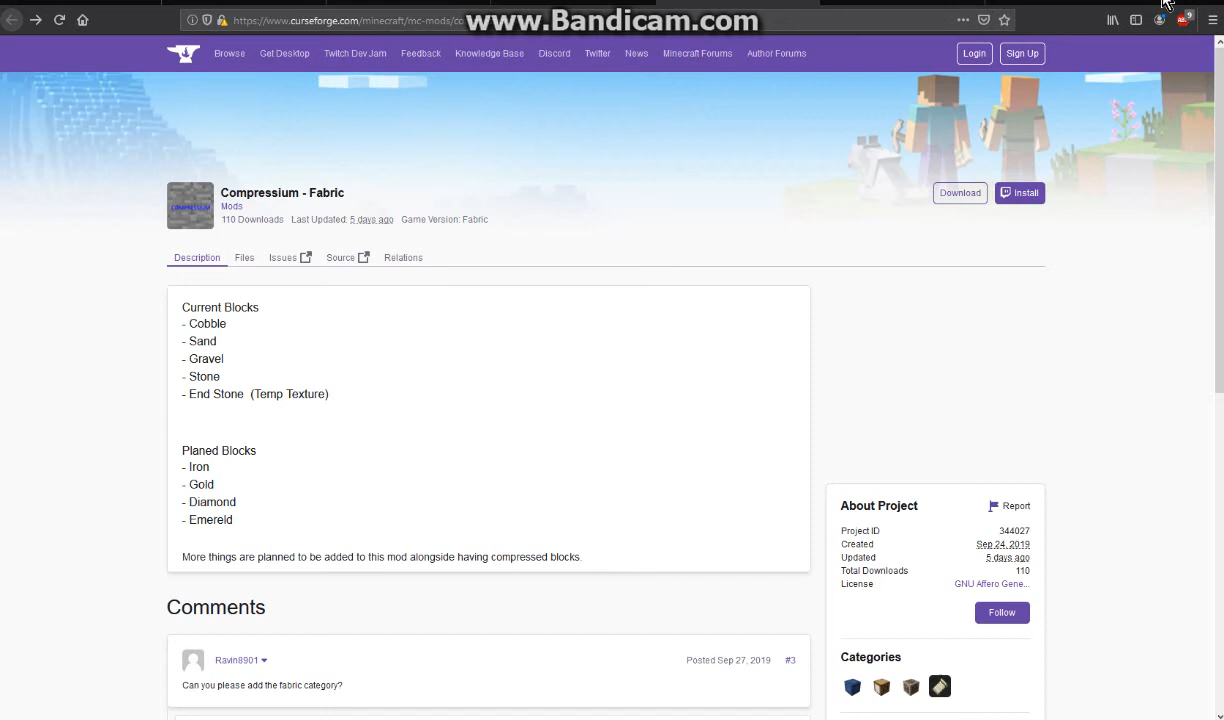 https://www.curseforge.com/minecraft/mc-mods/co
www.Bandicam.com
9
Browse Get Desktop Twitch Dev Jam Feedback Knowledge Base Discord Twitter News Minecraft Forums Author Forums Login Sign Up
COMPRESSIUM
Compressium - Fabric
Mods
110 Downloads Last Updated: 5 days ago Game Version: Fabric
Download Install
Description Files Issues Source Relations
Current Blocks
- Cobble
- Sand
- Gravel
- Stone
- End Stone (Temp Texture)
Planed Blocks
- Iron
- Gold
- Diamond
- Emereld
More things are planned to be added to this mod alongside having compressed blocks.
About Project Report
Project ID 344027
Created Sep 24, 2019
Updated 5 days ago
Total Downloads 110
License GNU Affero Gene...
Follow
Categories
Comments
Ravin8901 Posted Sep 27, 2019 #3
Can you please add the fabric category?